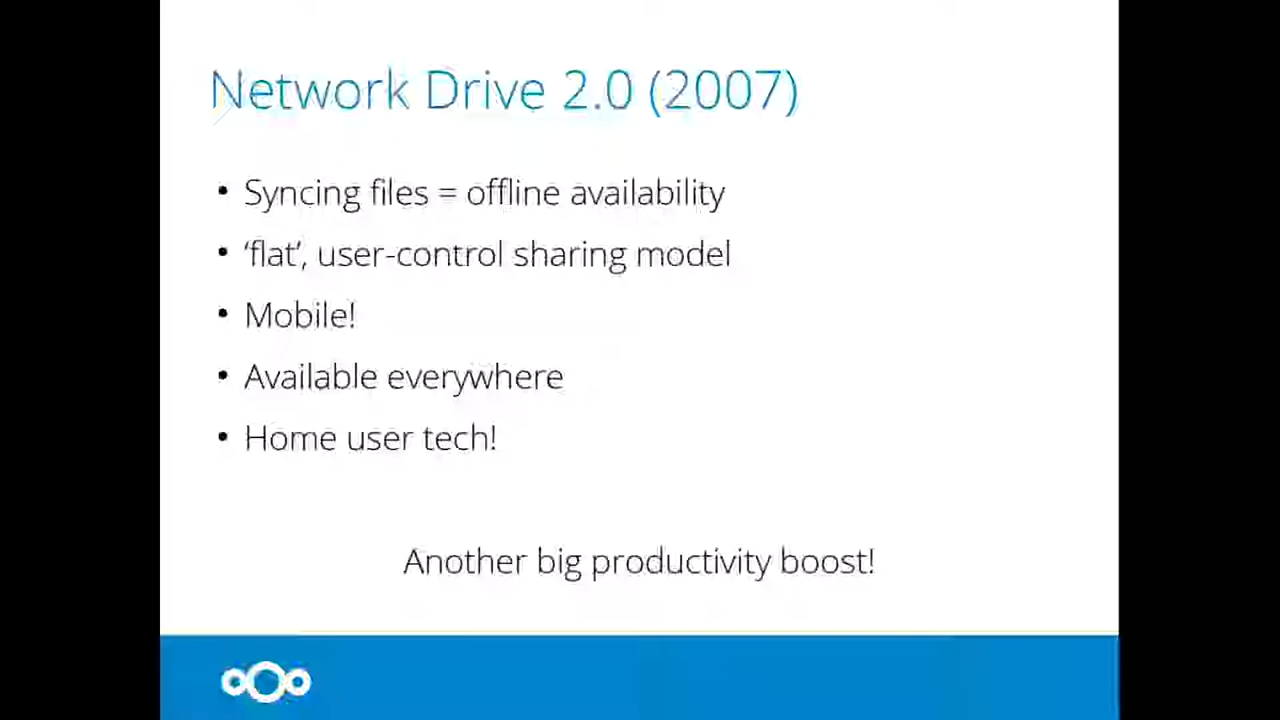 Network Drive 2.0 (2007)
• Syncing files = offline availability
• ‘flat’, user-control sharing model
• Mobile!
• Available everywhere
• Home user tech!
Another big productivity boost!